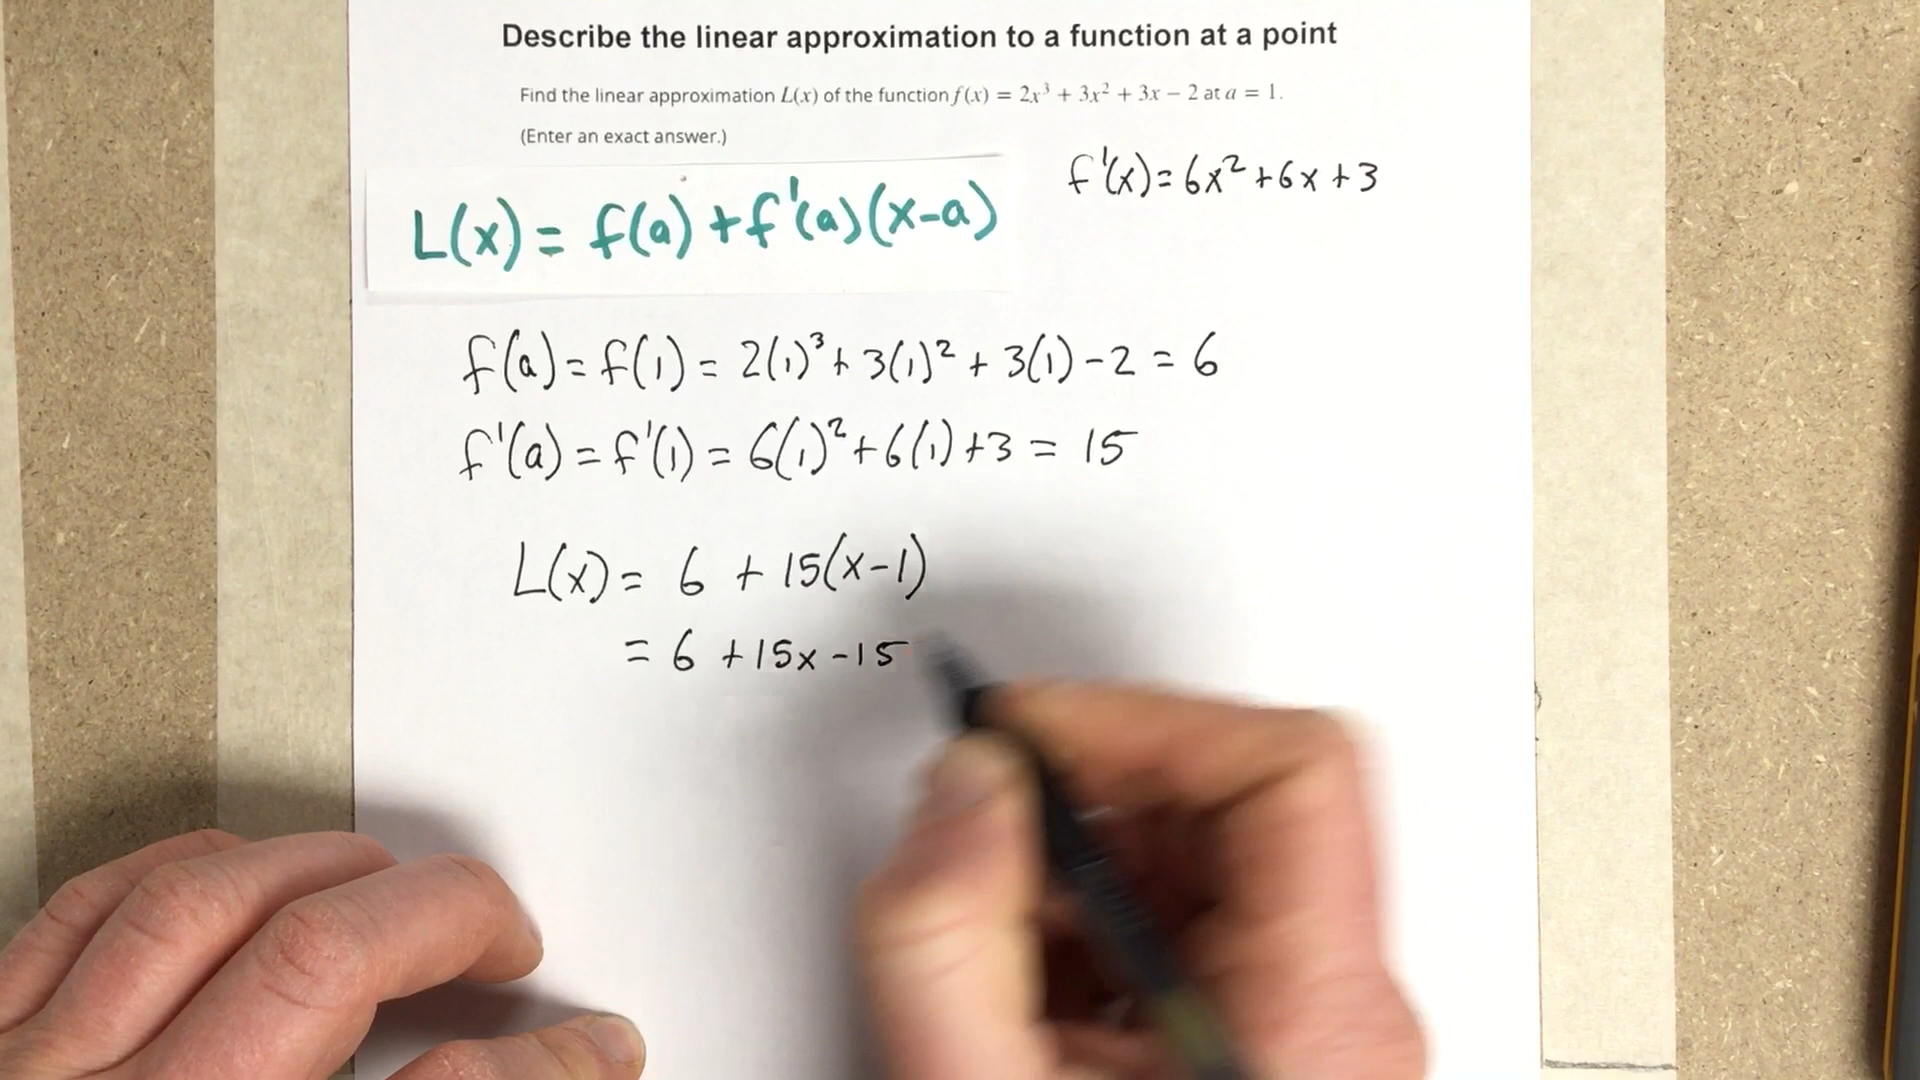 Describe the linear approximation to a function at a point
Find the linear approximation L(x) of the function f(x) = 2x³ + 3x² + 3x − 2 at a = 1.
(Enter an exact answer.)
f'(x) = 6x² + 6x + 3
L(x) = f(a) + f'(a)(x-a)
f(a) = f(1) = 2(1)³ + 3(1)² + 3(1) - 2 = 6
f'(a) = f'(1) = 6(1)² + 6(1) + 3 = 15
L(x) = 6 + 15(x-1)
= 6 + 15x - 15